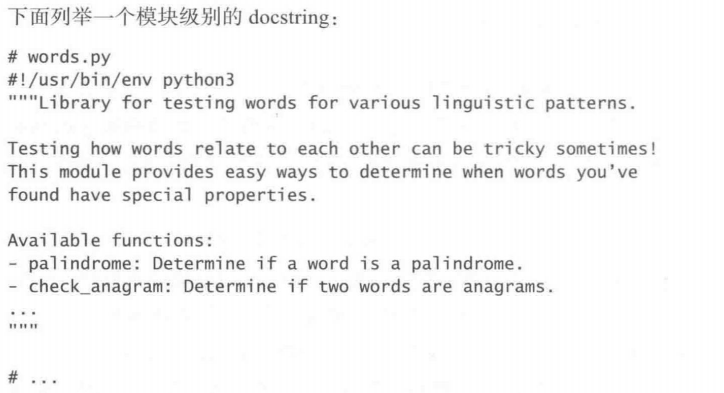 下面列举一个模块级别的 docstring：
# words.py
#!/usr/bin/env python3
"""Library for testing words for various linguistic patterns.
Testing how words relate to each other can be tricky sometimes!
This module provides easy ways to determine when words you've
found have special properties.
Available functions:
- palindrome: Determine if a word is a palindrome.
- check_anagram: Determine if two words are anagrams.
...
"""
# ...